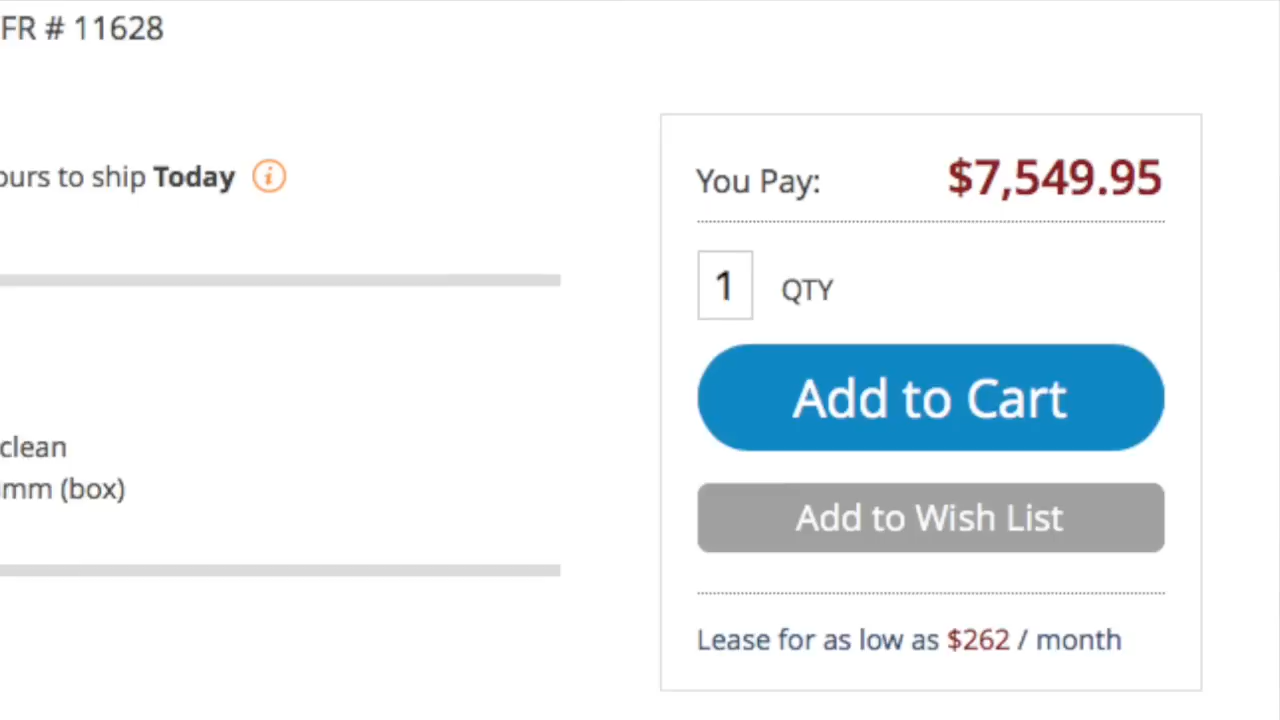 FR # 11628
ours to ship Today i
You Pay: $7,549.95
1 QTY
Add to Cart
clean
mm (box)
Add to Wish List
Lease for as low as $262 / month